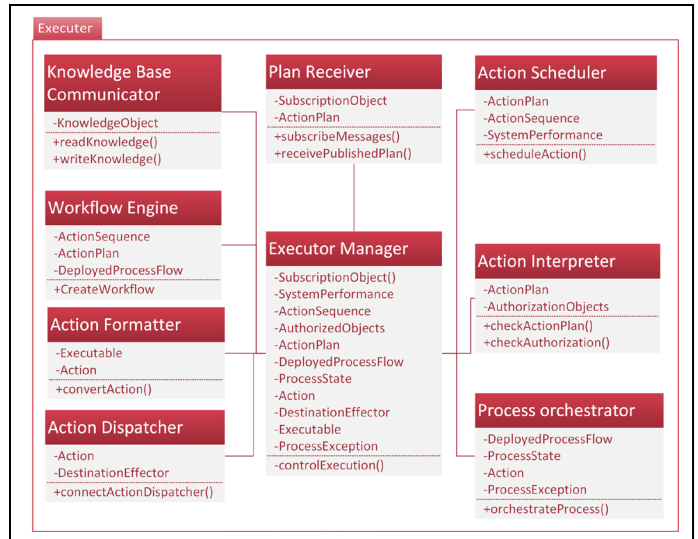 Executer
Knowledge Base
Communicator
-KnowledgeObject
+readKnowledge()
+writeKnowledge()
Plan Receiver
-SubscriptionObject
-ActionPlan
+subscribeMessages()
+receivePublishedPlan()
Action Scheduler
-ActionPlan
-ActionSequence
-SystemPerformance
+scheduleAction()
Workflow Engine
-ActionSequence
-ActionPlan
-DeployedProcessFlow
+CreateWorkflow
Executor Manager
-SubscriptionObject()
-SystemPerformance
-ActionSequence
-AuthorizedObjects
-ActionPlan
-DeployedProcessFlow
-ProcessState
-Action
-DestinationEffector
-Executable
-ProcessException
-controlExecution()
Action Interpreter
-ActionPlan
-AuthorizationObjects
+checkActionPlan()
+checkAuthorization()
Action Formatter
-Executable
-Action
+convertAction()
Action Dispatcher
-Action
-DestinationEffector
+connectActionDispatcher()
Process orchestrator
-DeployedProcessFlow
-ProcessState
-Action
-ProcessException
+orchestrateProcess()